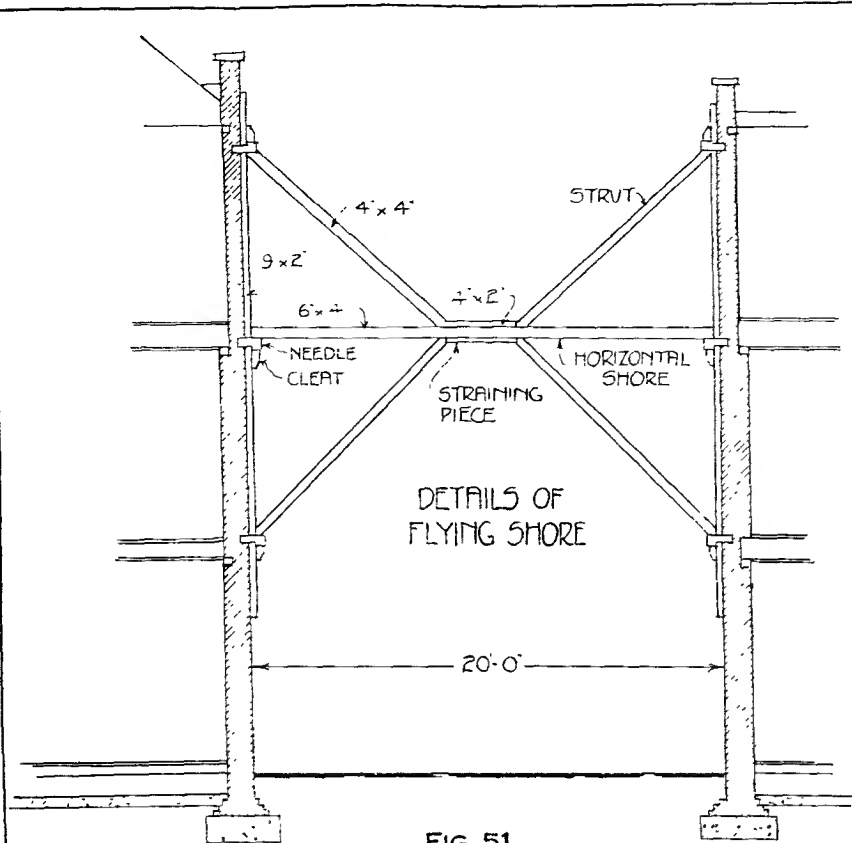 STRUT
4" x 4"
9 x 2"
4" x 2"
6" x 4
NEEDLE
CLEAT
HORIZONTAL
SHORE
STRAINING
PIECE
DETAILS OF
FLYING SHORE
20'-0"
FIG. 51